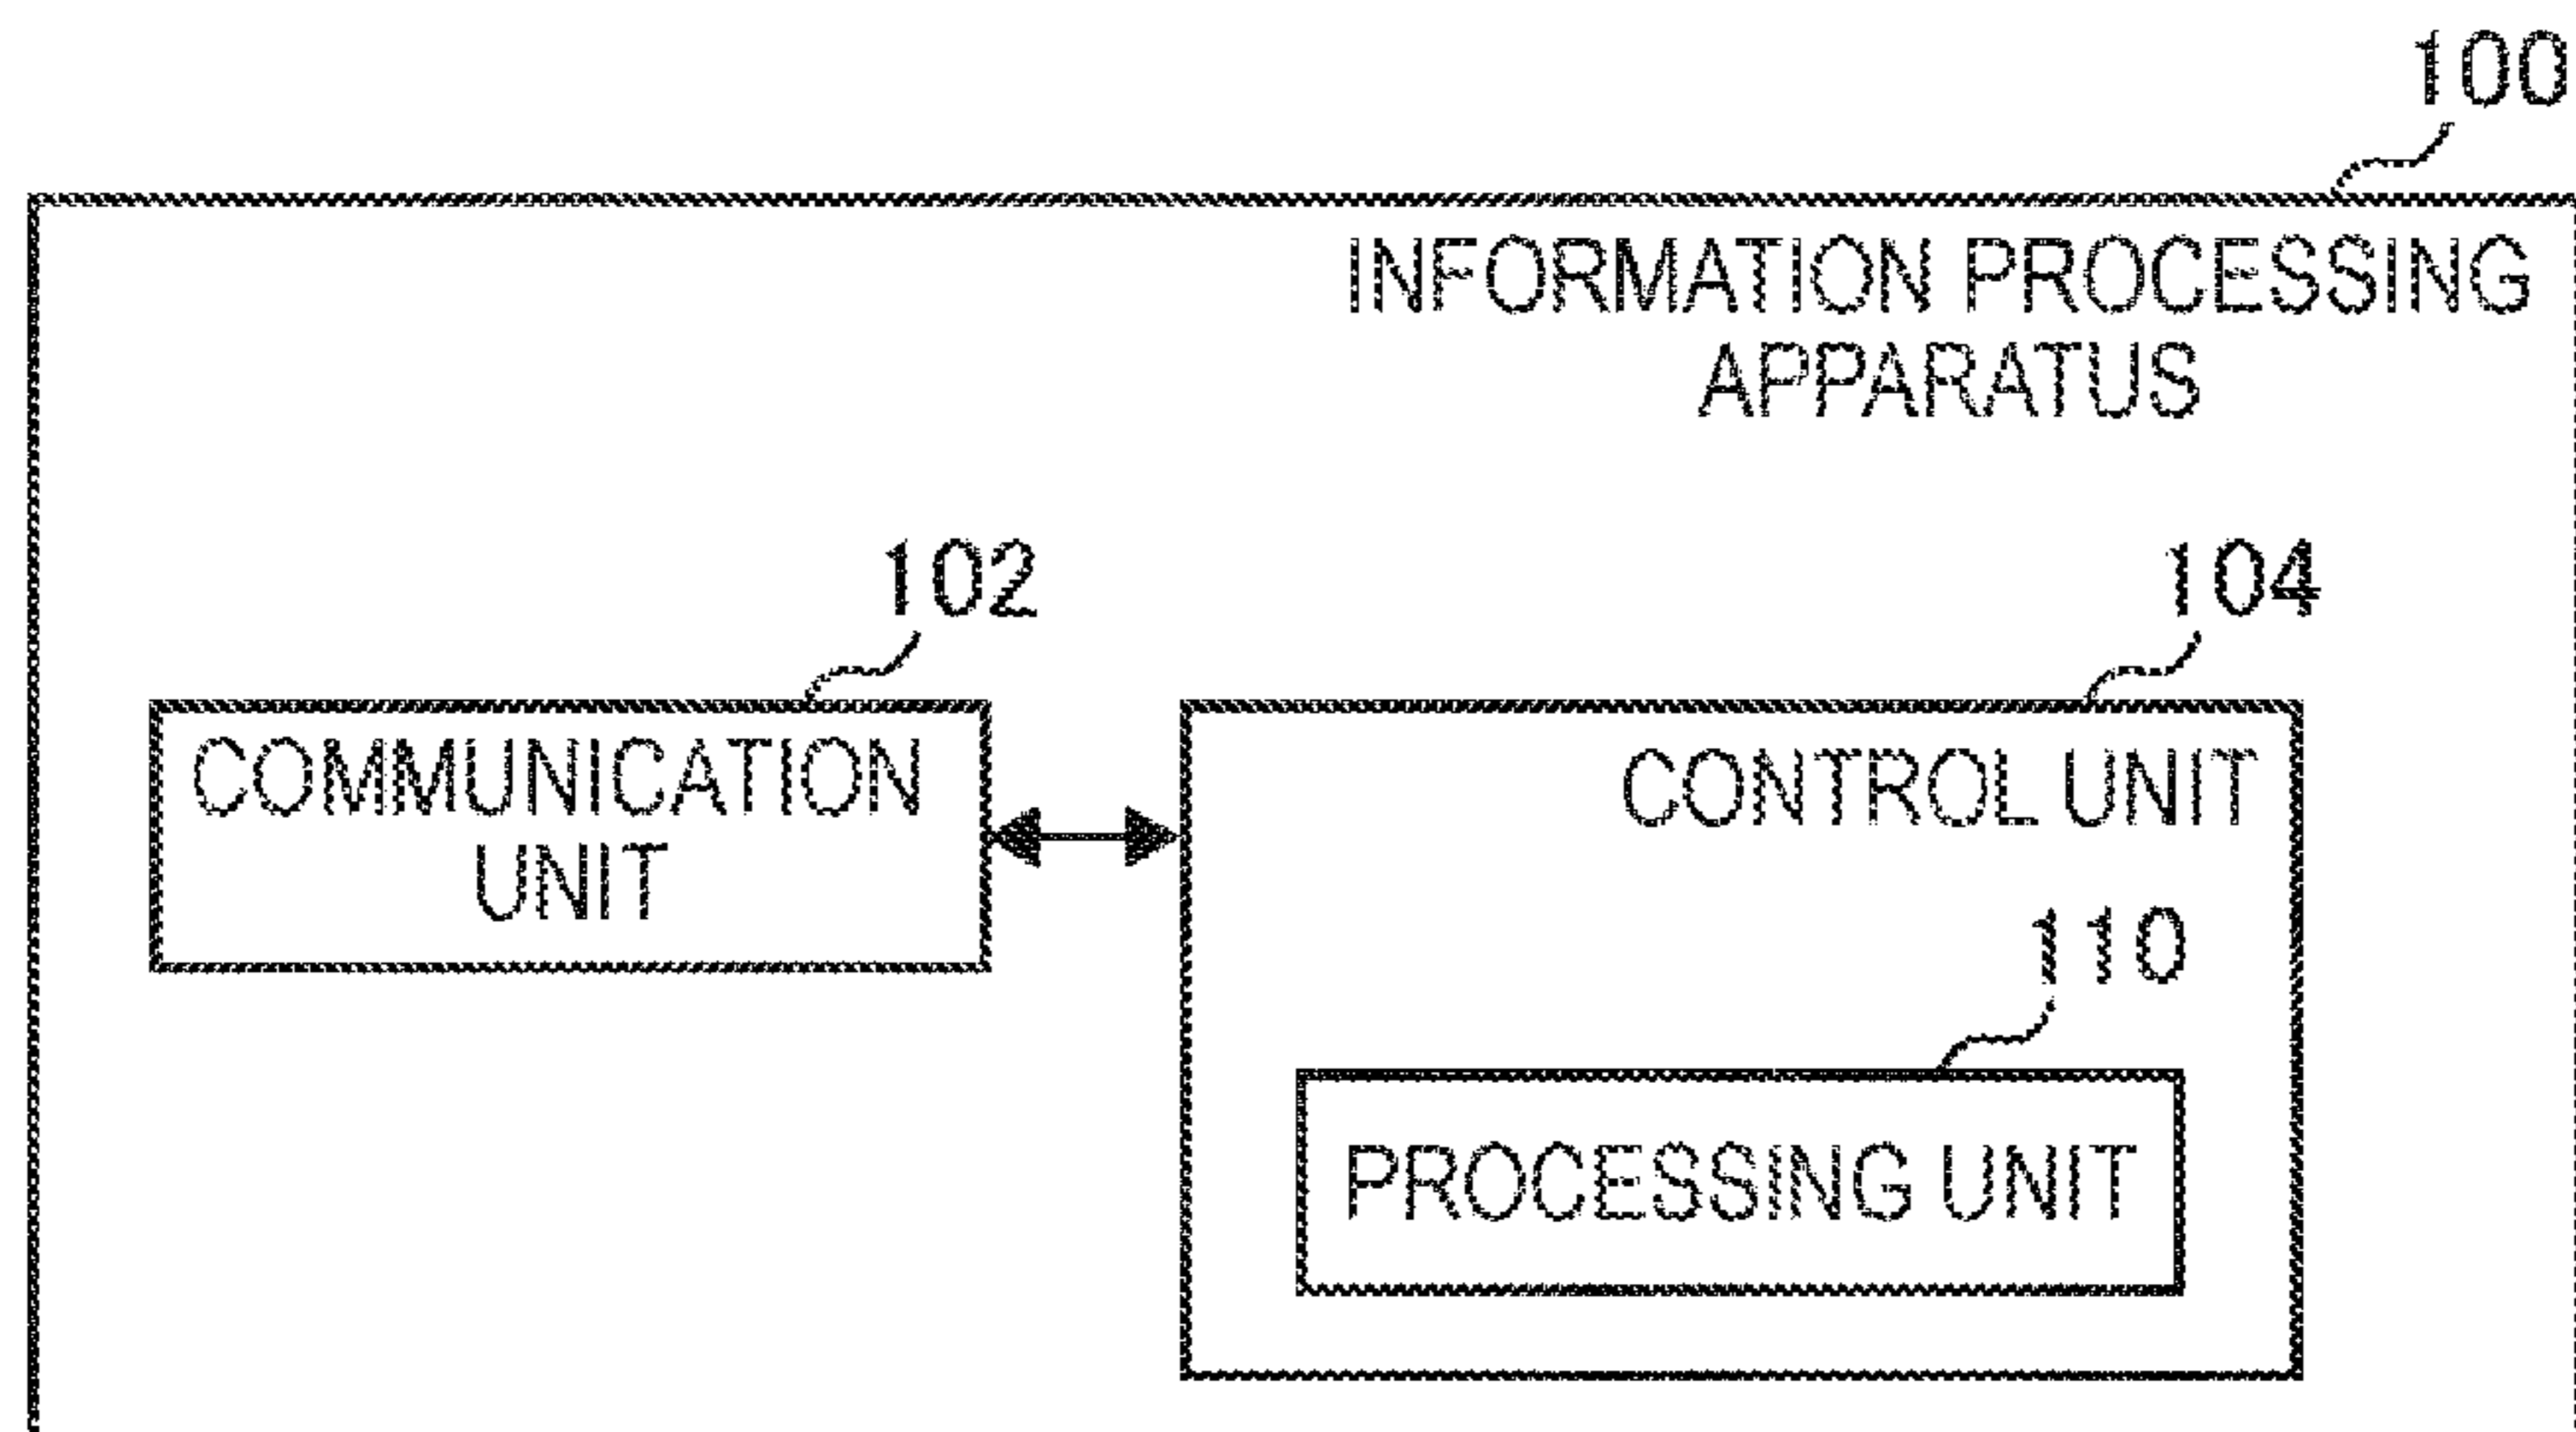 100
INFORMATION PROCESSING
APPARATUS
102
104
COMMUNICATION
UNIT
CONTROL UNIT
110
PROCESSING UNIT